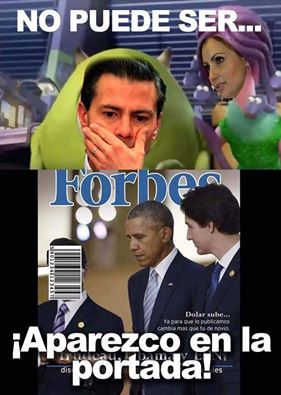 NO PUEDE SER...
Forbes
Dolar sube...
Ya para que lo publicamos
cambia mas que tu de novio.
¡Aparezco en la
portada!